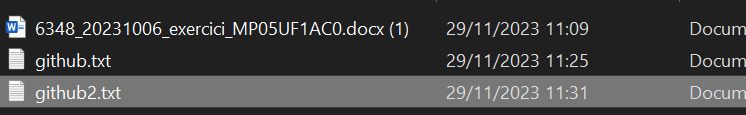 6348_20231006_exercici_MP05UF1AC0.docx (1) 29/11/2023 11:09 Docum
github.txt 29/11/2023 11:25 Docum
github2.txt 29/11/2023 11:31 Docum